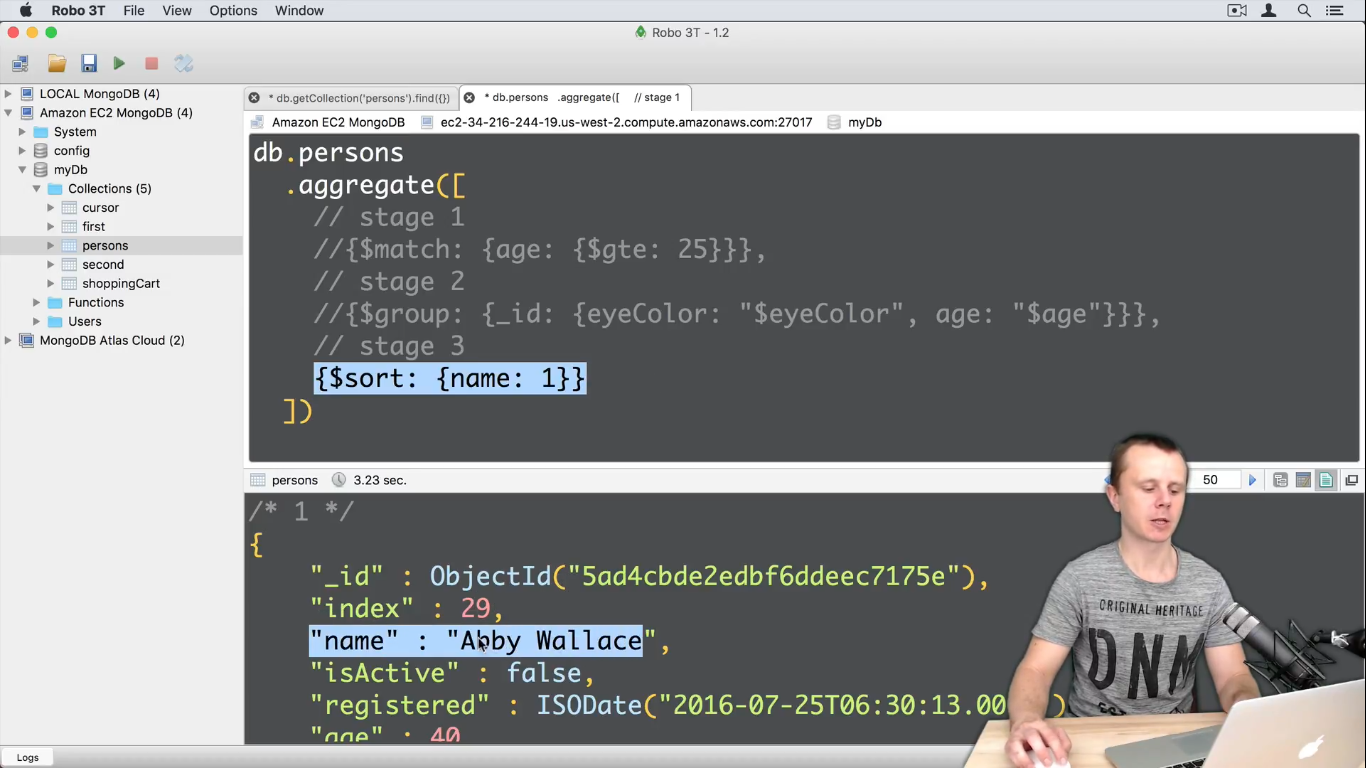 Robo 3T File View Options Window
Robo 3T - 1.2
LOCAL MongoDB (4)
Amazon EC2 MongoDB (4)
System
config
myDb
Collections (5)
cursor
first
persons
second
shoppingCart
Functions
Users
MongoDB Atlas Cloud (2)
* db.getCollection('persons').find({}) * db.persons .aggregate([ // stage 1
Amazon EC2 MongoDB ec2-34-216-244-19.us-west-2.compute.amazonaws.com:27017 myDb
db.persons
.aggregate([
// stage 1
//{$match: {age: {$gte: 25}}},
// stage 2
//{$group: {_id: {eyeColor: "$eyeColor", age: "$age"}}},
// stage 3
{$sort: {name: 1}}
])
persons 3.23 sec. 50
/* 1 */
{
"_id" : ObjectId("5ad4cbde2edbf6ddeec7175e"),
"index" : 29,
"name" : "Abby Wallace",
"isActive" : false,
"registered" : ISODate("2016-07-25T06:30:13.00 )
"age" : 40
ORIGINAL HERITAGE
DNM
Logs